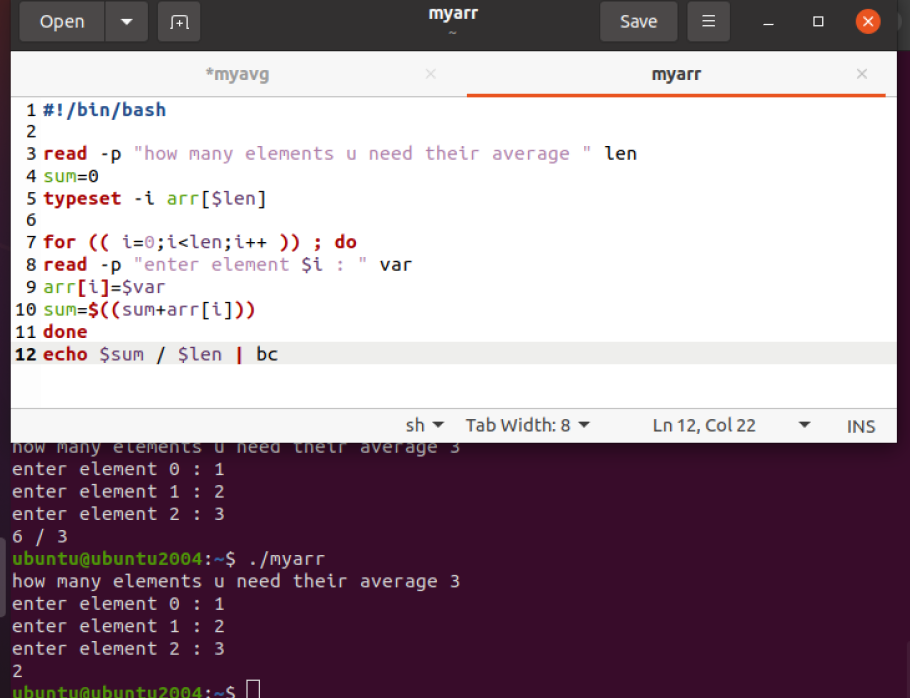 Open
myarr
~
Save
*myavg
myarr
1 #!/bin/bash
2
3 read -p "how many elements u need their average " len
4 sum=0
5 typeset -i arr[$len]
6
7 for (( i=0;i<len;i++ )) ; do
8 read -p "enter element $i : " var
9 arr[i]=$var
10 sum=$((sum+arr[i]))
11 done
12 echo $sum / $len | bc
sh Tab Width: 8 Ln 12, Col 22 INS
how many elements u need their average 3
enter element 0 : 1
enter element 1 : 2
enter element 2 : 3
6 / 3
ubuntu@ubuntu2004:~$ ./myarr
how many elements u need their average 3
enter element 0 : 1
enter element 1 : 2
enter element 2 : 3
2
ubuntu@ubuntu2004:~$